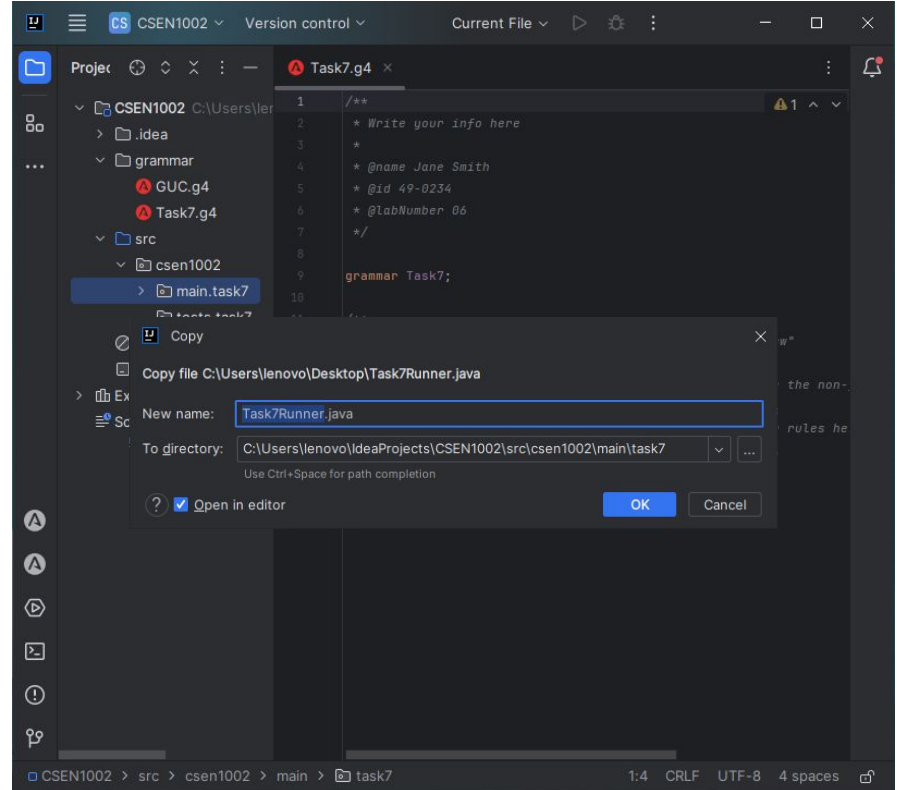 CS CSEN1002 Version control Current File
Projec
Task7.g4
CSEN1002 C:\Users\ler
.idea
grammar
GUC.g4
Task7.g4
src
csen1002
main.task7
tests.task7
Ex
Sc
1 /**
2 * Write your info here
3 *
4 * @name Jane Smith
5 * @id 49-0234
6 * @labNumber 06
7 */
8
9 grammar Task7;
10
1
w"
the non-
rules he
Copy
Copy file C:\Users\lenovo\Desktop\Task7Runner.java
New name: Task7Runner.java
To directory: C:\Users\lenovo\IdeaProjects\CSEN1002\src\csen1002\main\task7
Use Ctrl+Space for path completion
? Open in editor
OK Cancel
CSEN1002 > src > csen1002 > main > task7 1:4 CRLF UTF-8 4 spaces